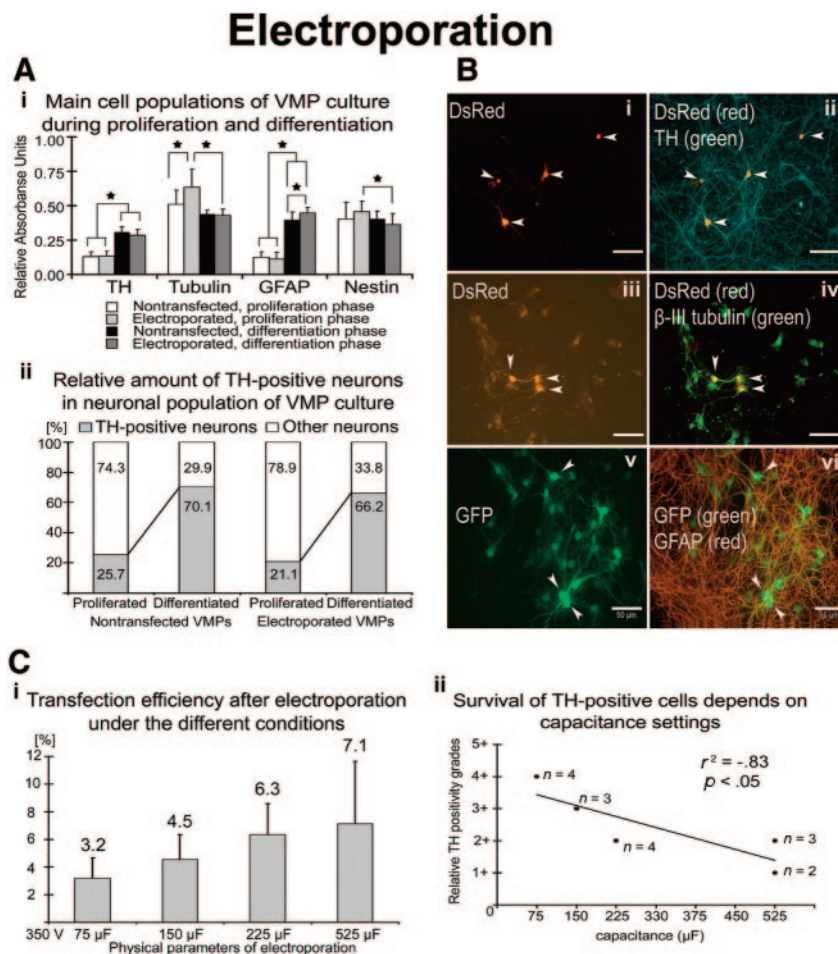 Electroporation
A
i
Main cell populations of VMP culture
during proliferation and differentiation
Relative Absorbanse Units
1.00
0.75
0.50
0.25
0.00
TH Tubulin GFAP Nestin
Nontransfected, proliferation phase
Electroporated, proliferation phase
Nontransfected, differentiation phase
Electroporated, differentiation phase
ii
Relative amount of TH-positive neurons
in neuronal population of VMP culture
[%]
TH-positive neurons Other neurons
100
80
60
40
20
0
74.3 29.9 78.9 33.8
70.1 66.2
25.7 21.1
Proliferated Differentiated Proliferated Differentiated
Nontransfected VMPs Electroporated VMPs
B
DsRed
i
DsRed (red)
TH (green)
ii
DsRed
iii
DsRed (red)
β-III tubulin (green)
iv
GFP
v
50 µm
GFP (green)
GFAP (red)
vi
C
i
Transfection efficiency after electroporation
under the different conditions
[%]
12
10
8
6
4
2
3.2
4.5
6.3
7.1
350 V 75 µF 150 µF 225 µF 525 µF
Physical parameters of electroporation
ii
Survival of TH-positive cells depends on
capacitance settings
Relative TH positivity grades
5+
4+
3+
2+
1+
0
n = 4
n = 3
n = 4
n = 3
n = 2
r² = -.83
p < .05
75 150 225 330 375 450 525
capacitance (µF)